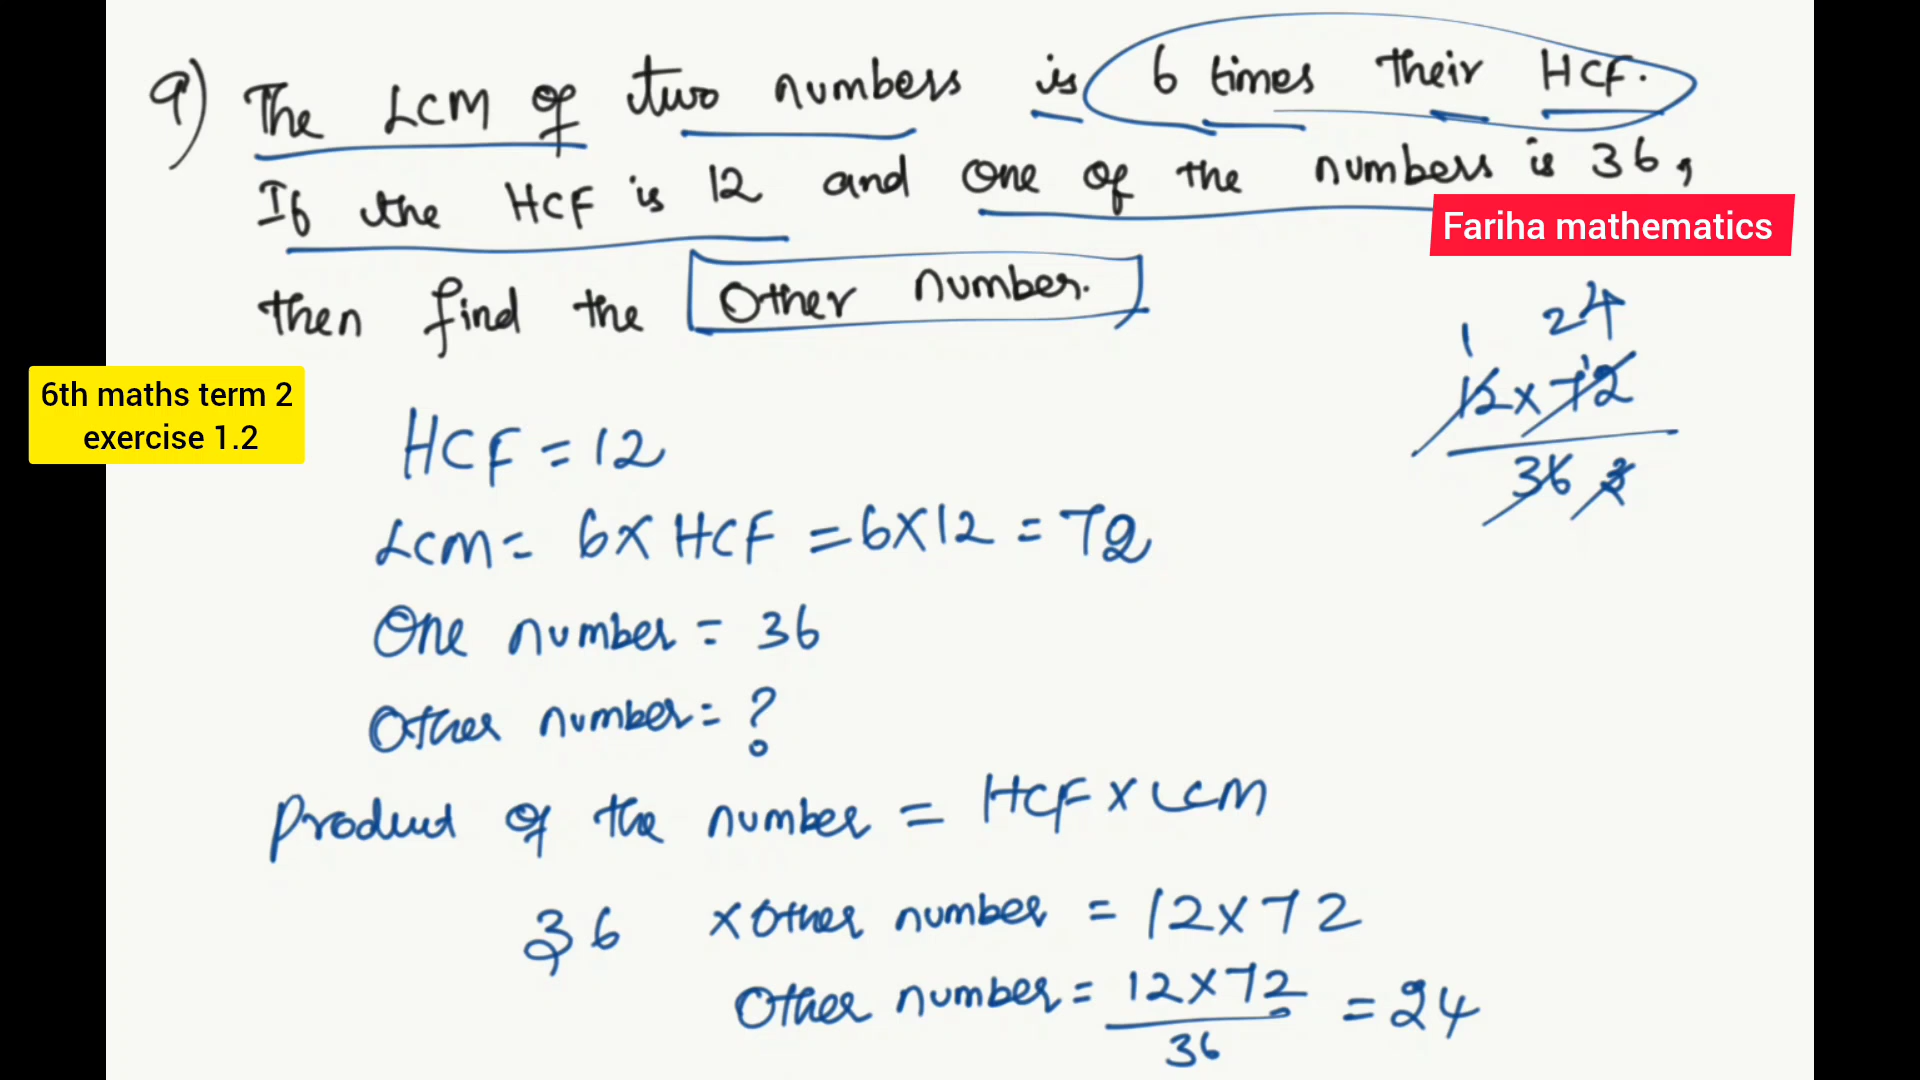 9) The LCM of two numbers is 6 times their HCF.
If the HCF is 12 and one of the numbers is 36,
Fariha mathematics
then find the other number.
1 24
12 x 72
36 3
6th maths term 2
exercise 1.2
HCF = 12
LCM = 6 X HCF = 6X12 = 72
One number = 36
Other number = ?
product of the number = HCF x LCM
36 x Other number = 12x72
Other number = 12x72 = 24
36